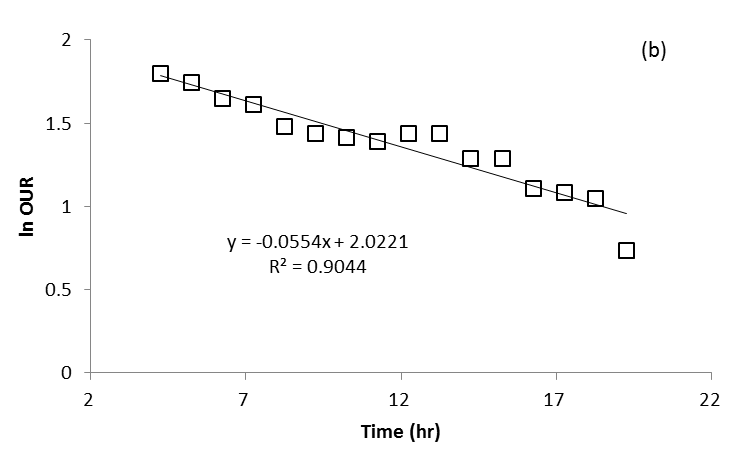 (b)
2
1.5
1
0.5
0
ln OUR
y = -0.0554x + 2.0221
R² = 0.9044
2 7 12 17 22
Time (hr)